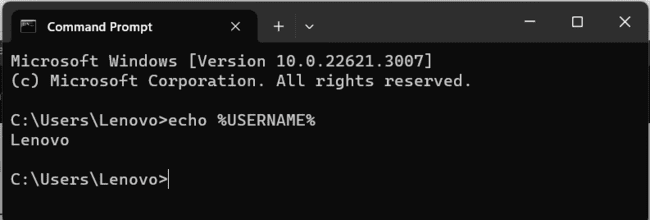 Command Prompt
Microsoft Windows [Version 10.0.22621.3007]
(c) Microsoft Corporation. All rights reserved.
C:\Users\Lenovo>echo %USERNAME%
Lenovo
C:\Users\Lenovo>